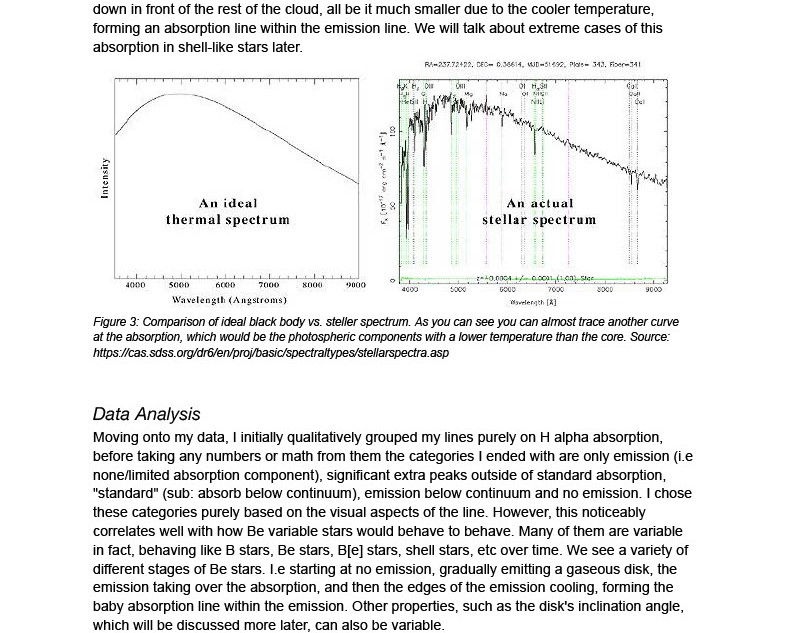 down in front of the rest of the cloud, all be it much smaller due to the cooler temperature,
forming an absorption line within the emission line. We will talk about extreme cases of this
absorption in shell-like stars later.
RA=237.72422, DEC= 0.36614, MJD=51692, Plate= 343, Fiber=341
Intensity
An ideal
thermal spectrum
4000 5000 6000 7000 8000 9000
Wavelength (Angstroms)
OIII
Mg
Na
OI
An actual
stellar spectrum
100
50
0
4000 5000 6000 7000 8000 9000
Wavelength [Å]
Figure 3: Comparison of ideal black body vs. steller spectrum. As you can see you can almost trace another curve
at the absorption, which would be the photospheric components with a lower temperature than the core. Source:
https://cas.sdss.org/dr6/en/proj/basic/spectraltypes/stellarspectra.asp
Data Analysis
Moving onto my data, I initially qualitatively grouped my lines purely on H alpha absorption,
before taking any numbers or math from them the categories I ended with are only emission (i.e
none/limited absorption component), significant extra peaks outside of standard absorption,
"standard" (sub: absorb below continuum), emission below continuum and no emission. I chose
these categories purely based on the visual aspects of the line. However, this noticeably
correlates well with how Be variable stars would behave to behave. Many of them are variable
in fact, behaving like B stars, Be stars, B[e] stars, shell stars, etc over time. We see a variety of
different stages of Be stars. I.e starting at no emission, gradually emitting a gaseous disk, the
emission taking over the absorption, and then the edges of the emission cooling, forming the
baby absorption line within the emission. Other properties, such as the disk's inclination angle,
which will be discussed more later, can also be variable.